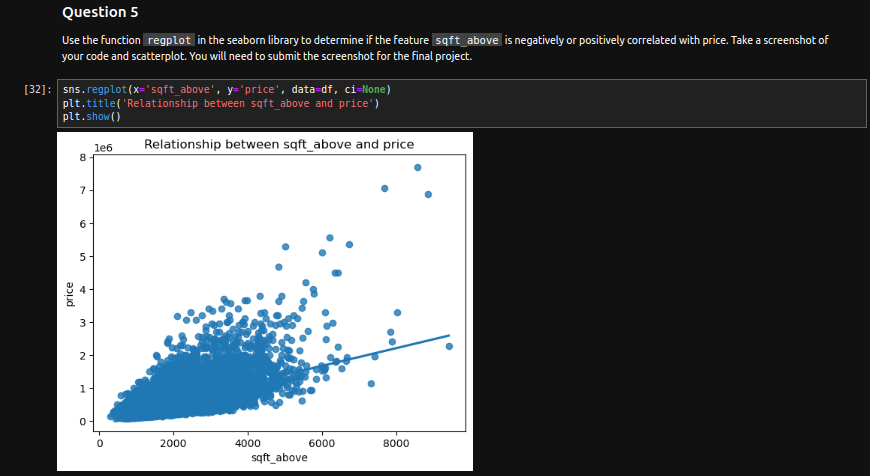 Question 5
Use the function regplot in the seaborn library to determine if the feature sqft_above is negatively or positively correlated with price. Take a screenshot of
your code and scatterplot. You will need to submit the screenshot for the final project.
[32]:
sns.regplot(x='sqft_above', y='price', data=df, ci=None)
plt.title('Relationship between sqft_above and price')
plt.show()
Relationship between sqft_above and price
1e6
8
7
6
5
4
3
2
1
0
price
0 2000 4000 6000 8000
sqft_above